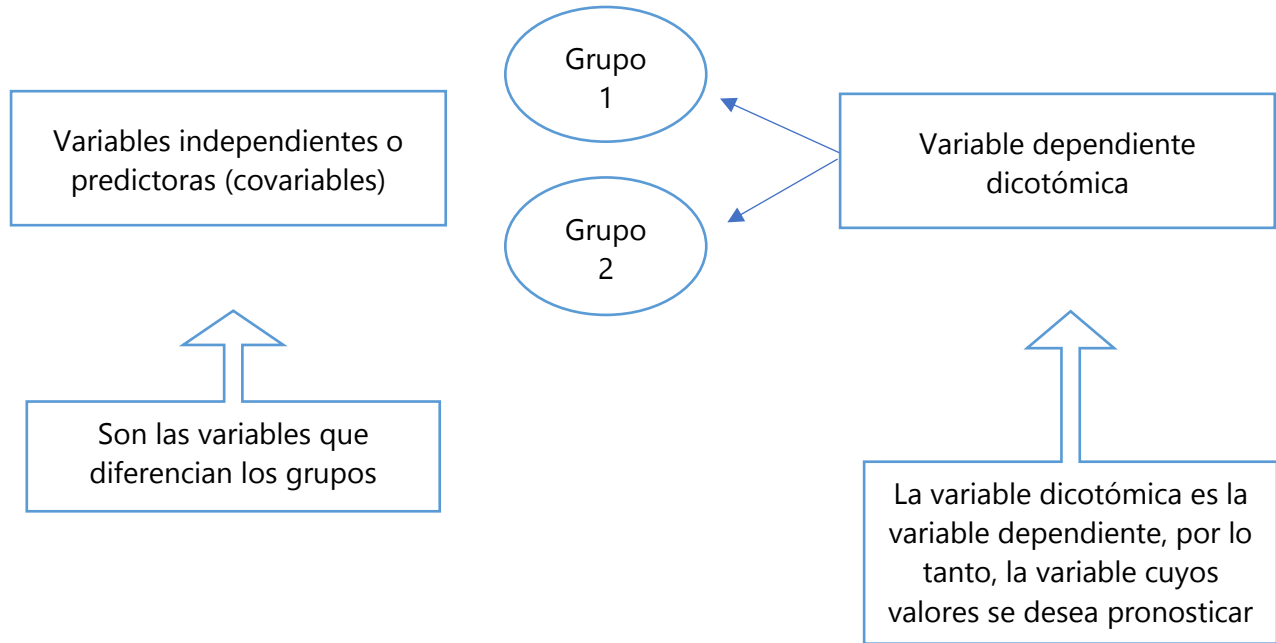 Grupo
1
Variables independientes o
predictoras (covariables)
Variable dependiente
dicotómica
Grupo
2
Son las variables que
diferencian los grupos
La variable dicotómica es la
variable dependiente, por lo
tanto, la variable cuyos
valores se desea pronosticar